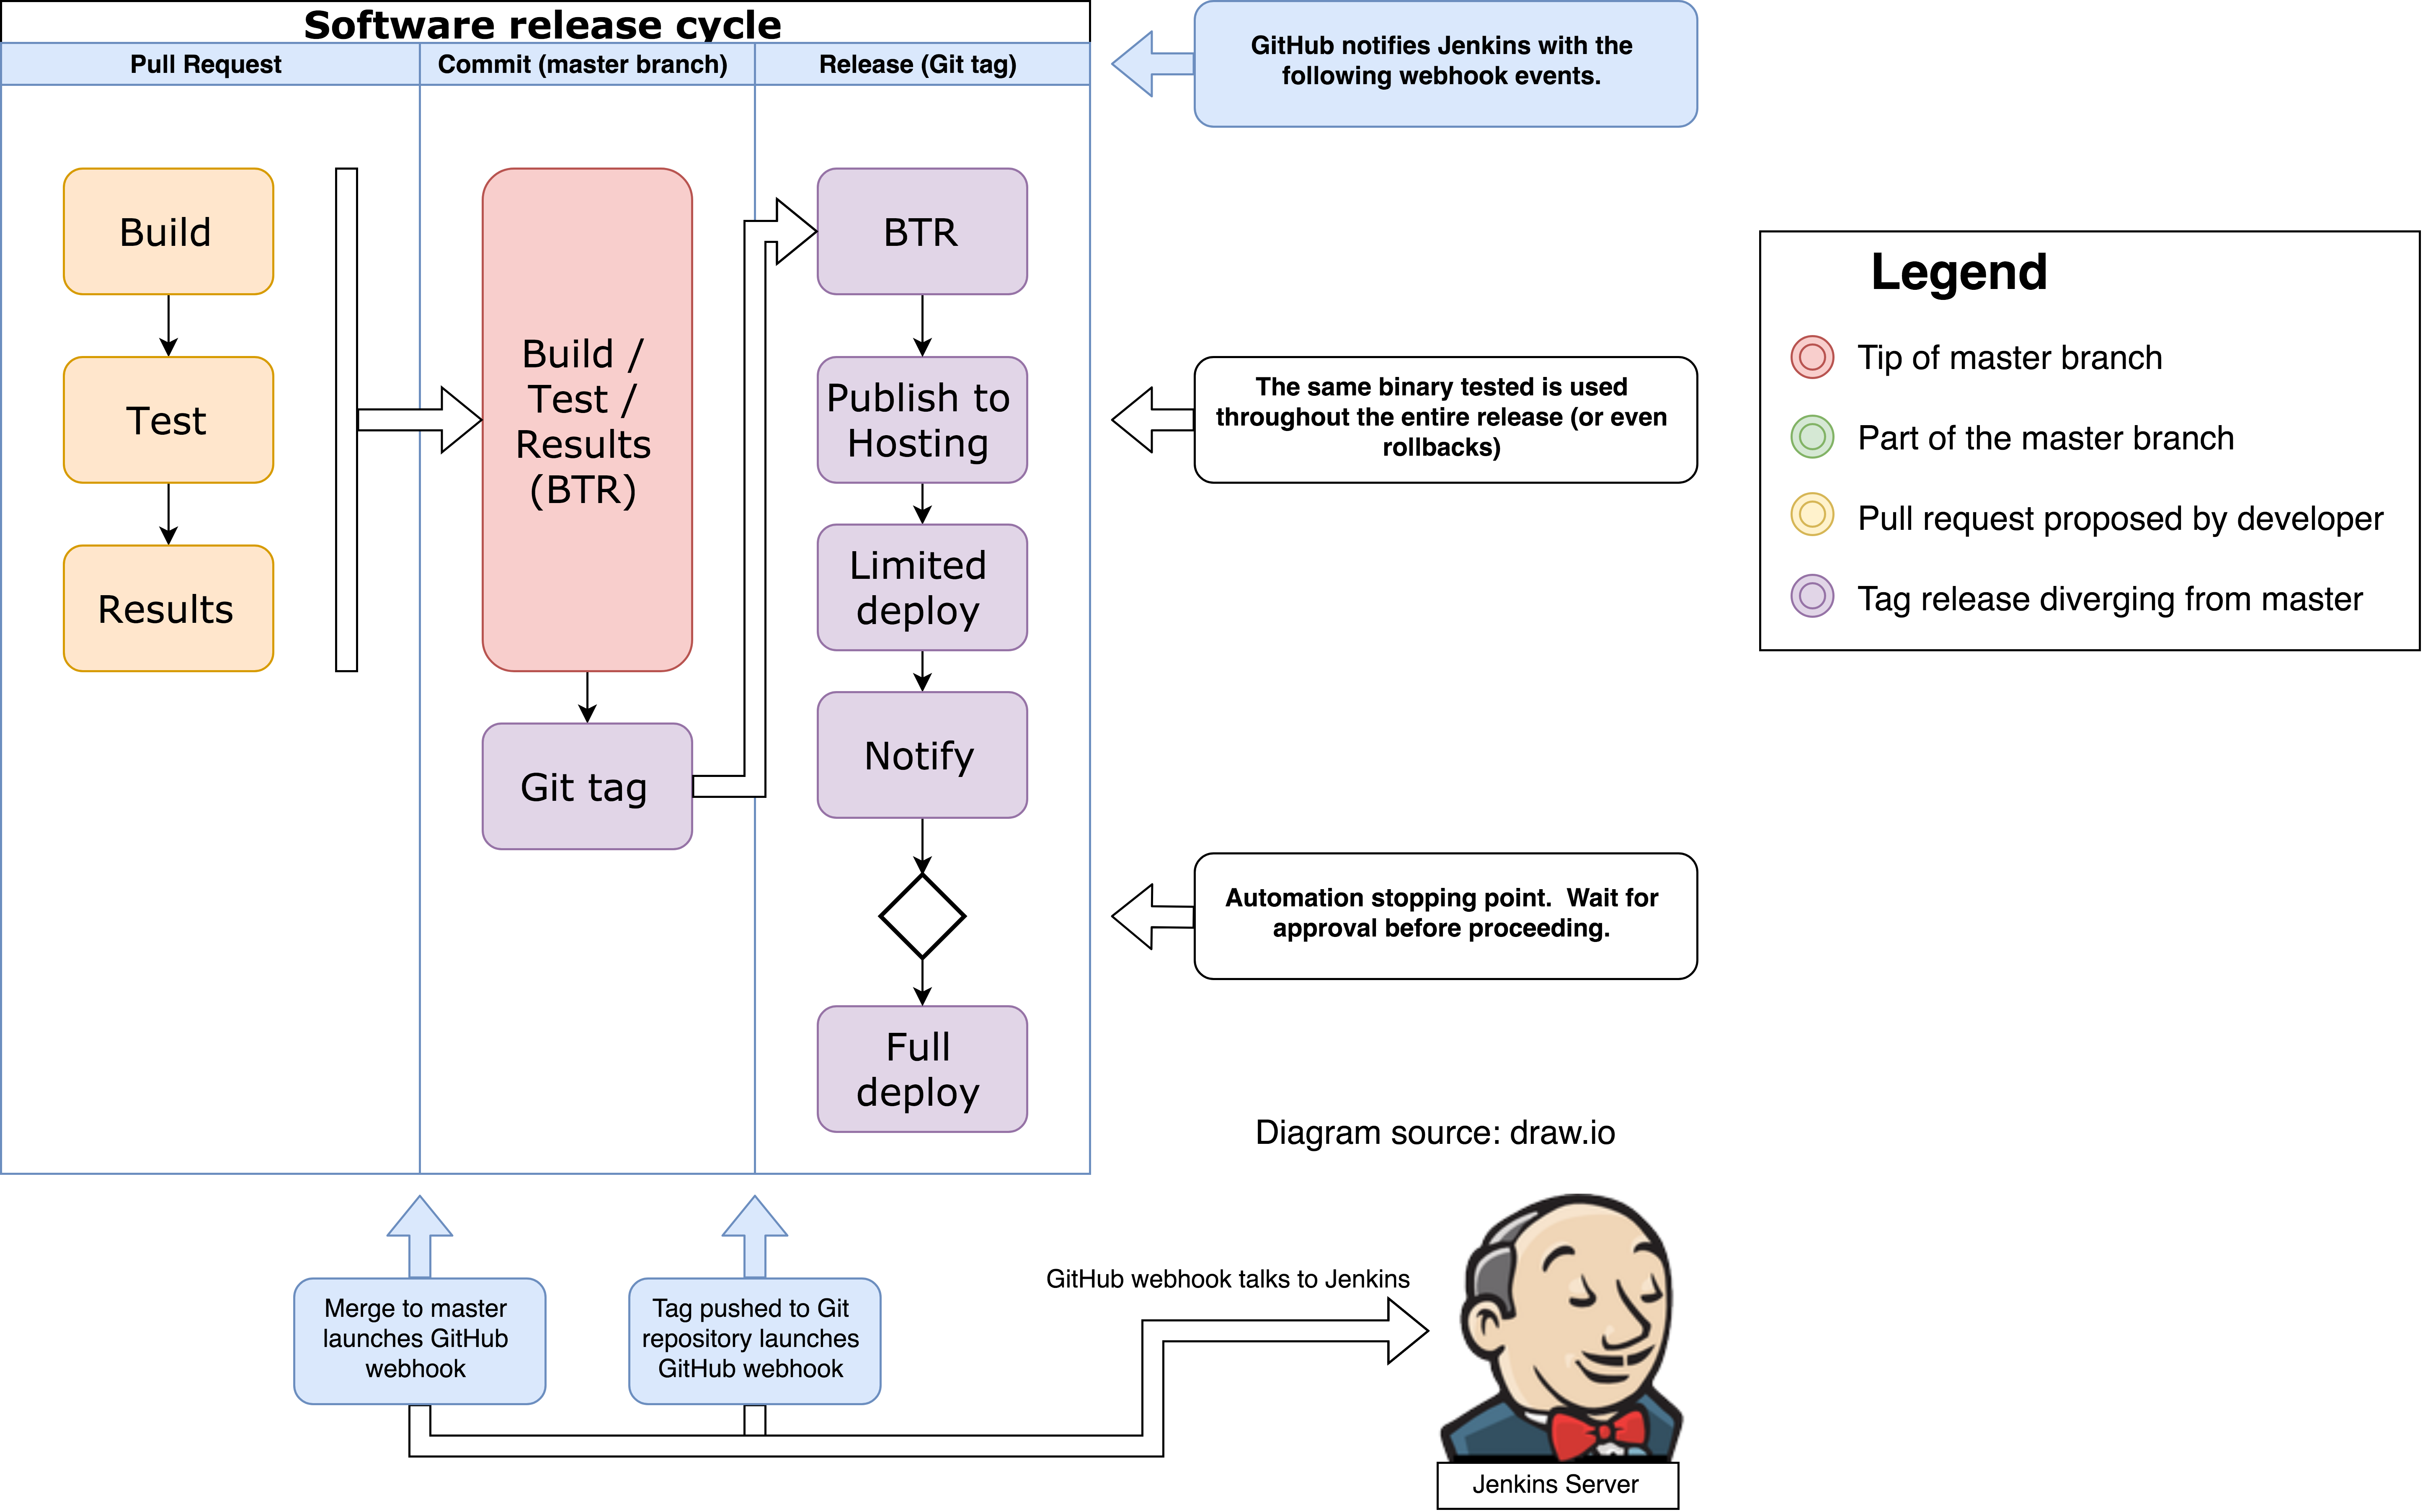 Software release cycle
Pull Request
Commit (master branch)
Release (Git tag)
GitHub notifies Jenkins with the
following webhook events.
Build
Test
Results
Build /
Test /
Results
(BTR)
Git tag
BTR
Publish to
Hosting
Limited
deploy
Notify
Full
deploy
The same binary tested is used
throughout the entire release (or even
rollbacks)
Automation stopping point.  Wait for
approval before proceeding.
Legend
Tip of master branch
Part of the master branch
Pull request proposed by developer
Tag release diverging from master
Diagram source: draw.io
Merge to master
launches GitHub
webhook
Tag pushed to Git
repository launches
GitHub webhook
GitHub webhook talks to Jenkins
Jenkins Server